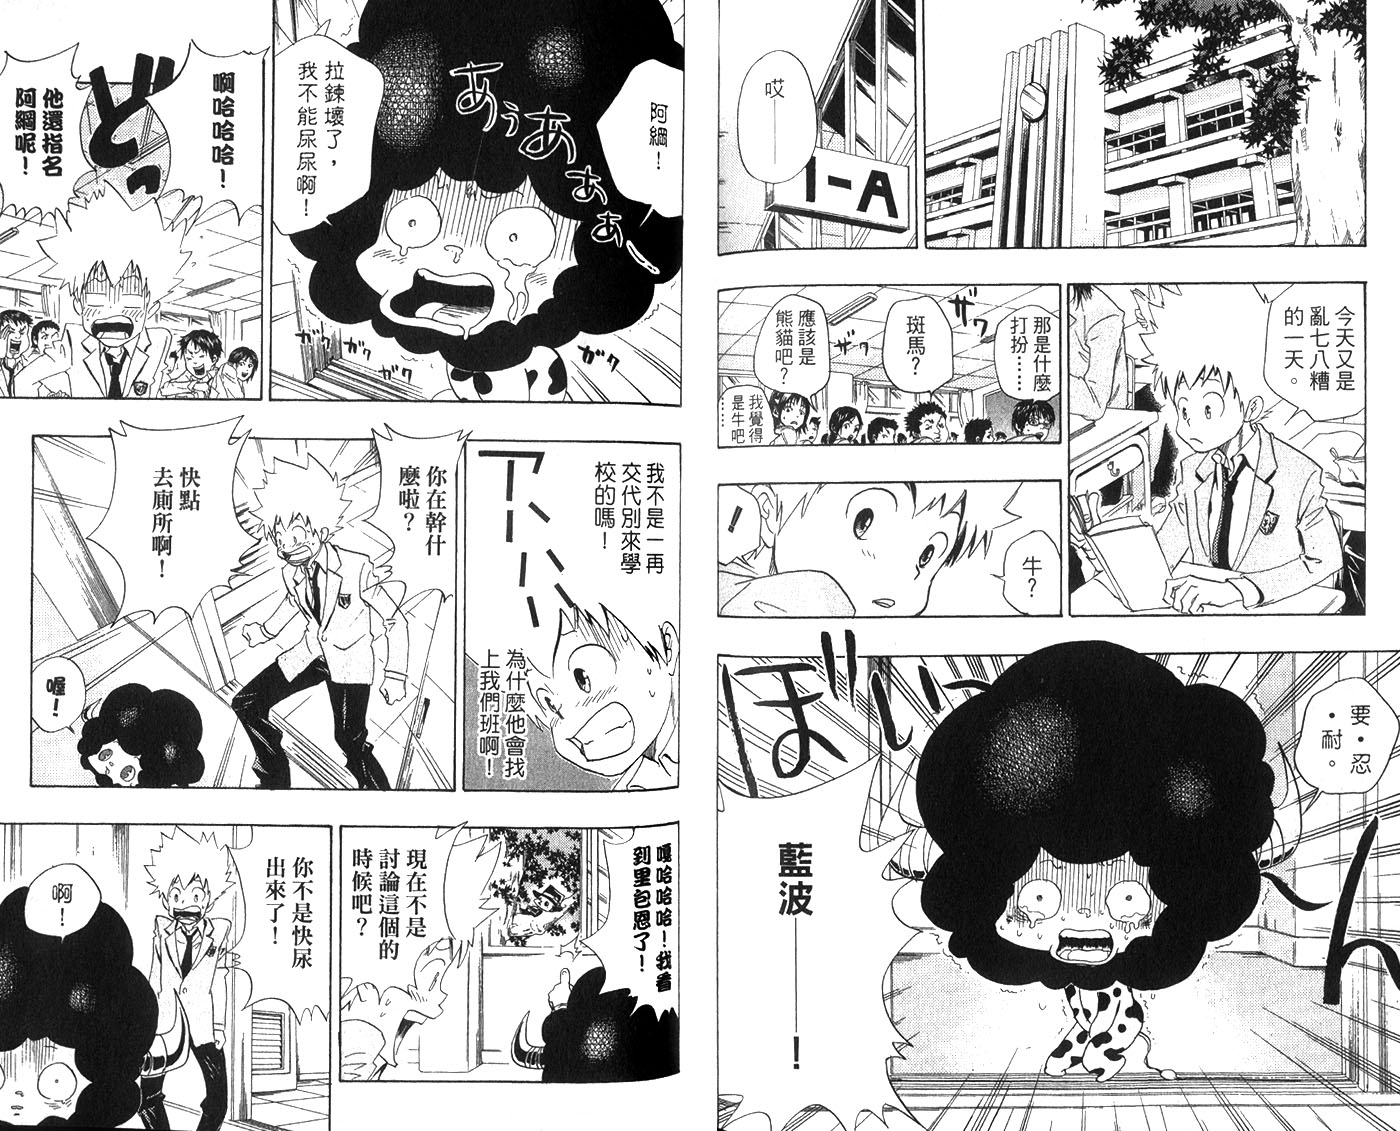 哎——
1-A
今天又是
亂七八糟
的一天。
那是什麼
打扮……
ザワ
斑馬？
ザワ
應該是
熊貓吧？
我覺得
是牛吧
……
牛？
！
要·忍
·耐。
ぼいーん
藍波——！
阿綱！
あぅああぁー
拉鍊壞了，
我不能尿尿啊！
ガク
ガク
ガク
ガク
どっ
啊哈哈哈！
他還指名
阿綱呢！
我不是一再
交代別來學
校的嗎！
為什麼他會找
上我們班啊！
你在幹什
麼啦？
快點
去廁所啊！
喔！
嘎哈哈哈！我看
到里包恩了！
現在不是
討論這個的
時候吧？
你不是快尿
出來了！
啊！